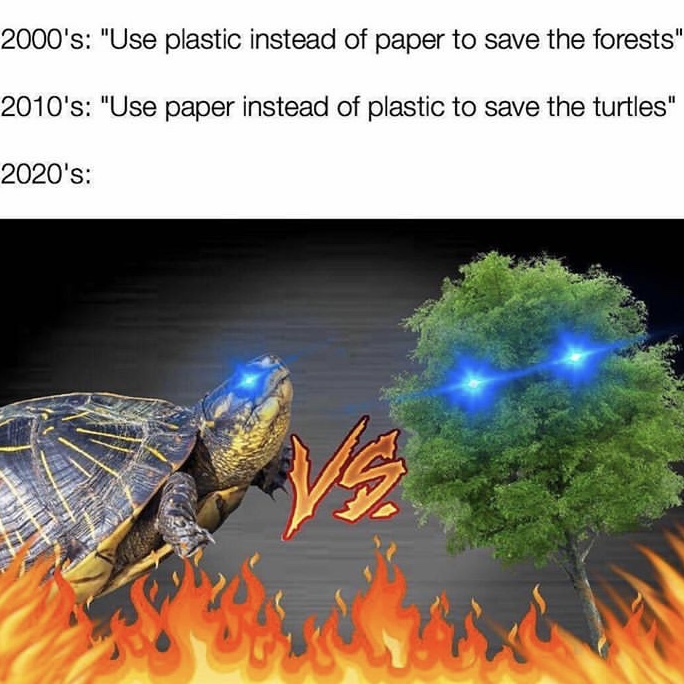 2000's: "Use plastic instead of paper to save the forests"
2010's: "Use paper instead of plastic to save the turtles"
2020's:
VS.